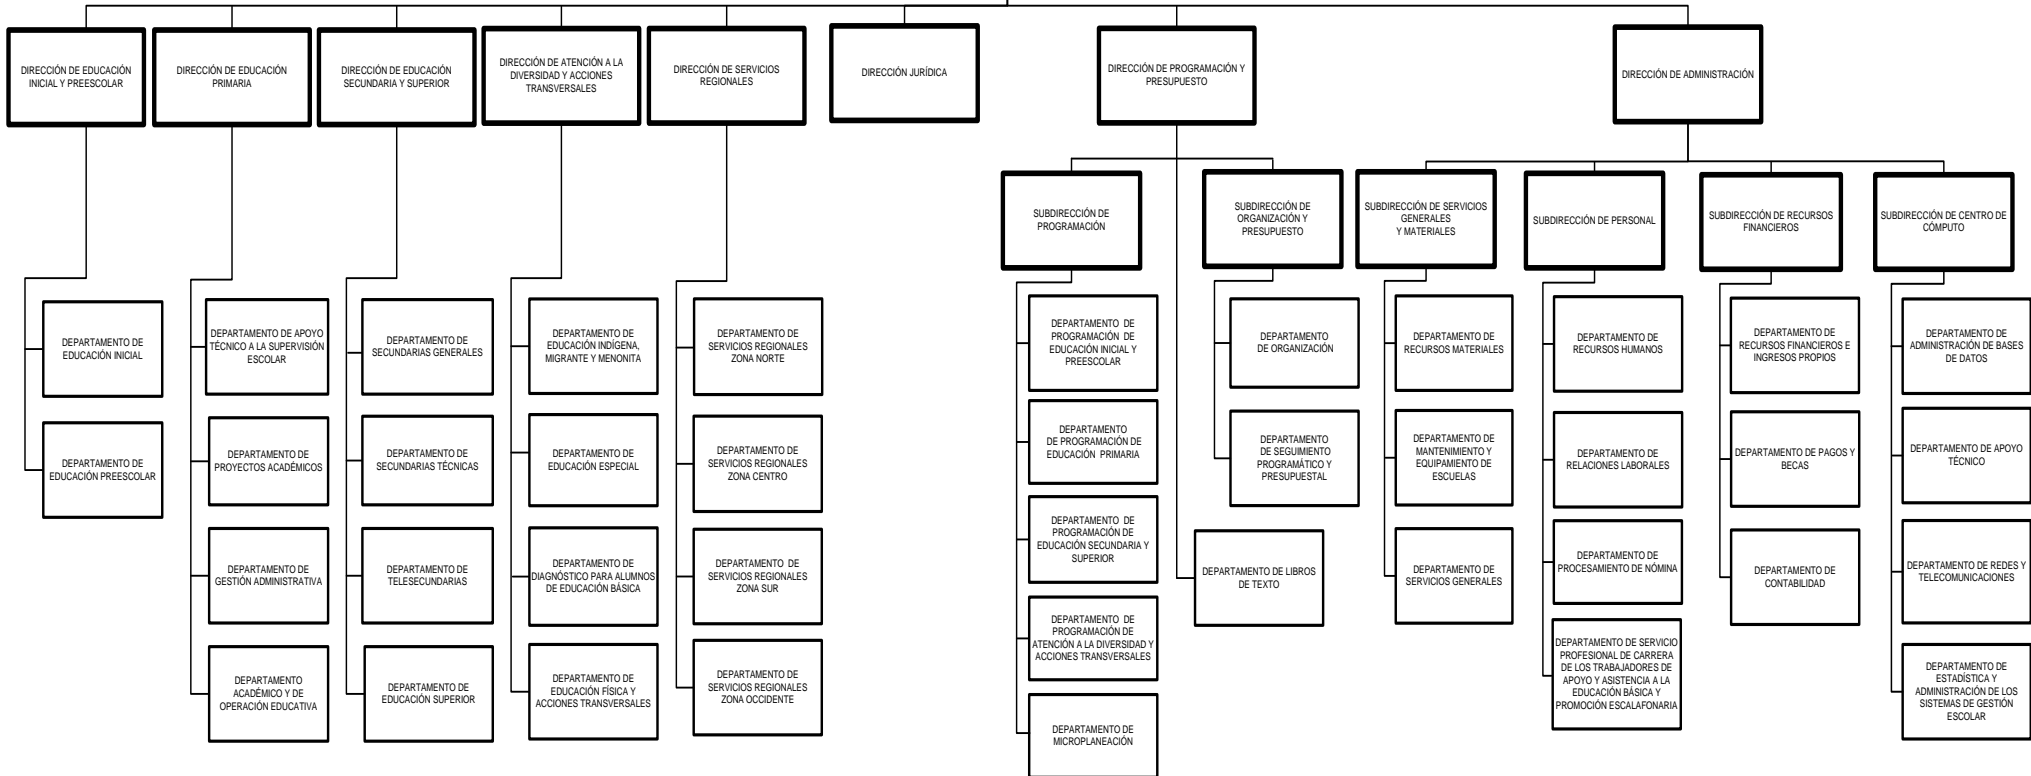 DIRECCIÓN DE EDUCACIÓN
INICIAL Y PREESCOLAR
DIRECCIÓN DE EDUCACIÓN
PRIMARIA
DIRECCIÓN DE EDUCACIÓN
SECUNDARIA Y SUPERIOR
DIRECCIÓN DE ATENCIÓN A LA
DIVERSIDAD Y ACCIONES
TRANSVERSALES
DIRECCIÓN DE SERVICIOS
REGIONALES
DIRECCIÓN JURÍDICA
DIRECCIÓN DE PROGRAMACIÓN Y
PRESUPUESTO
DIRECCIÓN DE ADMINISTRACIÓN
SUBDIRECCIÓN DE
PROGRAMACIÓN
SUBDIRECCIÓN DE
ORGANIZACIÓN Y
PRESUPUESTO
SUBDIRECCIÓN DE SERVICIOS
GENERALES
Y MATERIALES
SUBDIRECCIÓN DE PERSONAL
SUBDIRECCIÓN DE RECURSOS
FINANCIEROS
SUBDIRECCIÓN DE CENTRO DE
CÓMPUTO
DEPARTAMENTO DE
EDUCACIÓN INICIAL
DEPARTAMENTO DE
EDUCACIÓN PREESCOLAR
DEPARTAMENTO DE APOYO
TÉCNICO A LA SUPERVISIÓN
ESCOLAR
DEPARTAMENTO DE
PROYECTOS ACADÉMICOS
DEPARTAMENTO DE
GESTIÓN ADMINISTRATIVA
DEPARTAMENTO
ACADÉMICO Y DE
OPERACIÓN EDUCATIVA
DEPARTAMENTO DE
SECUNDARIAS GENERALES
DEPARTAMENTO DE
SECUNDARIAS TÉCNICAS
DEPARTAMENTO DE
TELESECUNDARIAS
DEPARTAMENTO DE
EDUCACIÓN SUPERIOR
DEPARTAMENTO DE
EDUCACIÓN INDÍGENA,
MIGRANTE Y MENONITA
DEPARTAMENTO DE
EDUCACIÓN ESPECIAL
DEPARTAMENTO DE
DIAGNÓSTICO PARA ALUMNOS
DE EDUCACIÓN BÁSICA
DEPARTAMENTO DE
EDUCACIÓN FÍSICA Y
ACCIONES TRANSVERSALES
DEPARTAMENTO DE
SERVICIOS REGIONALES
ZONA NORTE
DEPARTAMENTO DE
SERVICIOS REGIONALES
ZONA CENTRO
DEPARTAMENTO DE
SERVICIOS REGIONALES
ZONA SUR
DEPARTAMENTO DE
SERVICIOS REGIONALES
ZONA OCCIDENTE
DEPARTAMENTO DE
PROGRAMACIÓN DE
EDUCACIÓN INICIAL Y
PREESCOLAR
DEPARTAMENTO
DE PROGRAMACIÓN DE
EDUCACIÓN PRIMARIA
DEPARTAMENTO DE
PROGRAMACIÓN DE
EDUCACIÓN SECUNDARIA Y
SUPERIOR
DEPARTAMENTO DE
PROGRAMACIÓN DE
ATENCIÓN A LA DIVERSIDAD Y
ACCIONES TRANSVERSALES
DEPARTAMENTO DE
MICROPLANEACIÓN
DEPARTAMENTO DE LIBROS
DE TEXTO
DEPARTAMENTO
DE ORGANIZACIÓN
DEPARTAMENTO
DE SEGUIMIENTO
PROGRAMÁTICO Y
PRESUPUESTAL
DEPARTAMENTO DE
RECURSOS MATERIALES
DEPARTAMENTO DE
MANTENIMIENTO Y
EQUIPAMIENTO DE
ESCUELAS
DEPARTAMENTO DE
SERVICIOS GENERALES
DEPARTAMENTO DE
RECURSOS HUMANOS
DEPARTAMENTO DE
RELACIONES LABORALES
DEPARTAMENTO DE
PROCESAMIENTO DE NÓMINA
DEPARTAMENTO DE SERVICIO
PROFESIONAL DE CARRERA
DE LOS TRABAJADORES DE
APOYO Y ASISTENCIA A LA
EDUCACIÓN BÁSICA Y
PROMOCIÓN ESCALAFONARIA
DEPARTAMENTO DE
RECURSOS FINANCIEROS E
INGRESOS PROPIOS
DEPARTAMENTO DE PAGOS Y
BECAS
DEPARTAMENTO DE
CONTABILIDAD
DEPARTAMENTO DE
ADMINISTRACIÓN DE BASES
DE DATOS
DEPARTAMENTO DE APOYO
TÉCNICO
DEPARTAMENTO DE REDES Y
TELECOMUNICACIONES
DEPARTAMENTO DE
ESTADÍSTICA Y
ADMINISTRACIÓN DE LOS
SISTEMAS DE GESTIÓN
ESCOLAR